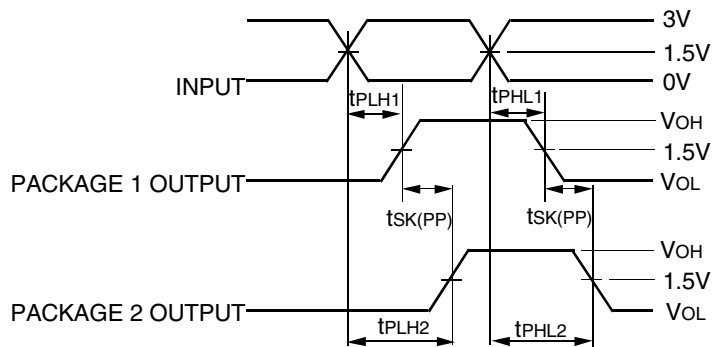 3V
1.5V
INPUT
0V
tPLH1
tPHL1
VOH
1.5V
PACKAGE 1 OUTPUT
VOL
tSK(PP)
tSK(PP)
VOH
1.5V
PACKAGE 2 OUTPUT
VOL
tPLH2
tPHL2